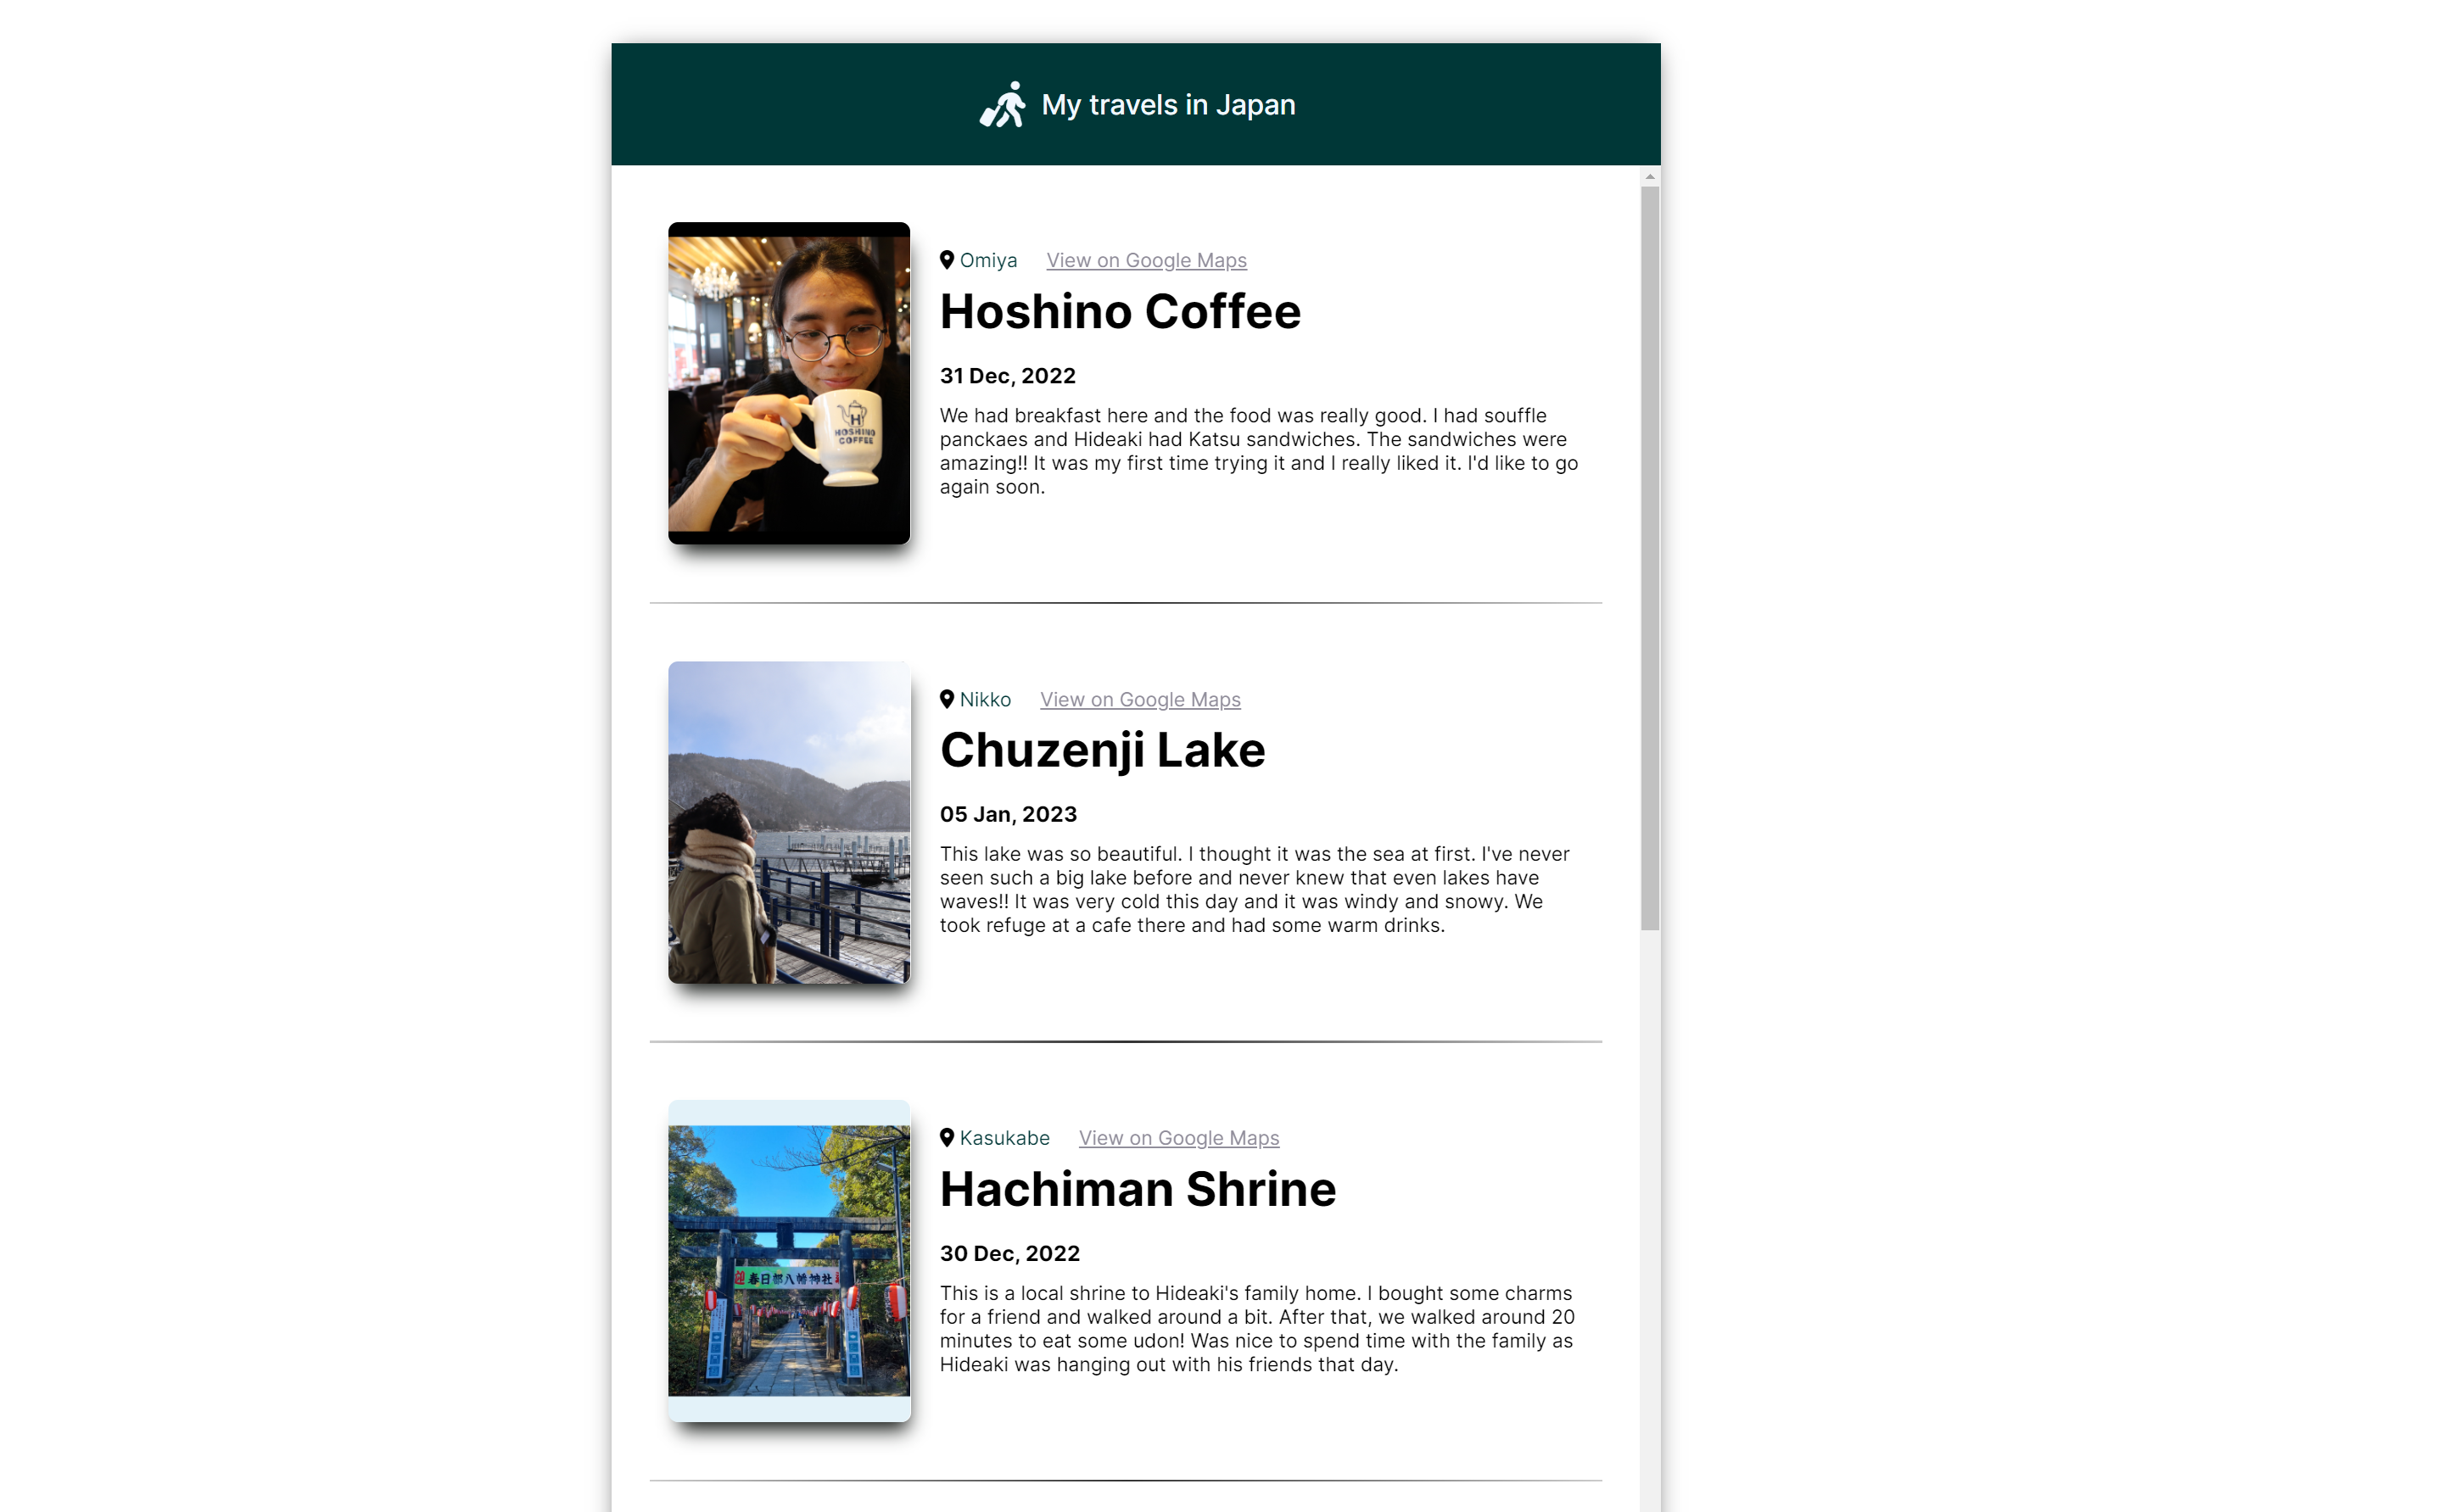 My travels in Japan
Omiya View on Google Maps
Hoshino Coffee
31 Dec, 2022
We had breakfast here and the food was really good. I had souffle
panckaes and Hideaki had Katsu sandwiches. The sandwiches were
amazing!! It was my first time trying it and I really liked it. I'd like to go
again soon.
H
HOSHINO
COFFEE
Nikko View on Google Maps
Chuzenji Lake
05 Jan, 2023
This lake was so beautiful. I thought it was the sea at first. I've never
seen such a big lake before and never knew that even lakes have
waves!! It was very cold this day and it was windy and snowy. We
took refuge at a cafe there and had some warm drinks.
Kasukabe View on Google Maps
Hachiman Shrine
30 Dec, 2022
This is a local shrine to Hideaki's family home. I bought some charms
for a friend and walked around a bit. After that, we walked around 20
minutes to eat some udon! Was nice to spend time with the family as
Hideaki was hanging out with his friends that day.
春日部八幡神社